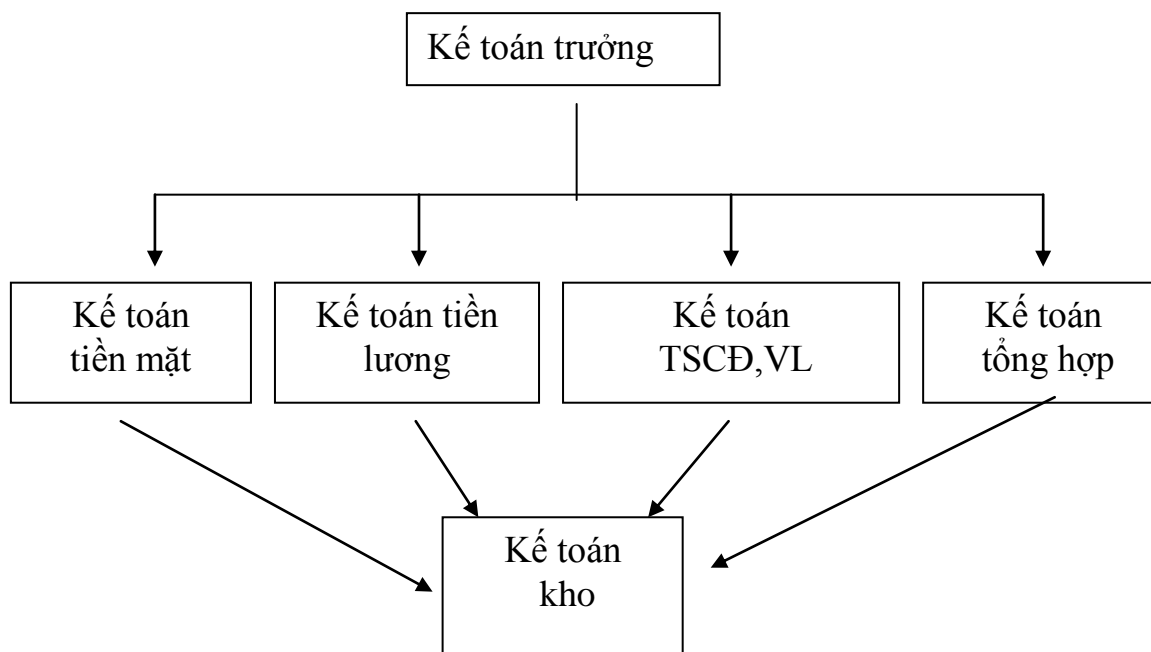 Kế toán trưởng
Kế toán
tiền mặt
Kế toán tiền
lương
Kế toán
TSCĐ,VL
Kế toán
tổng hợp
Kế toán
kho